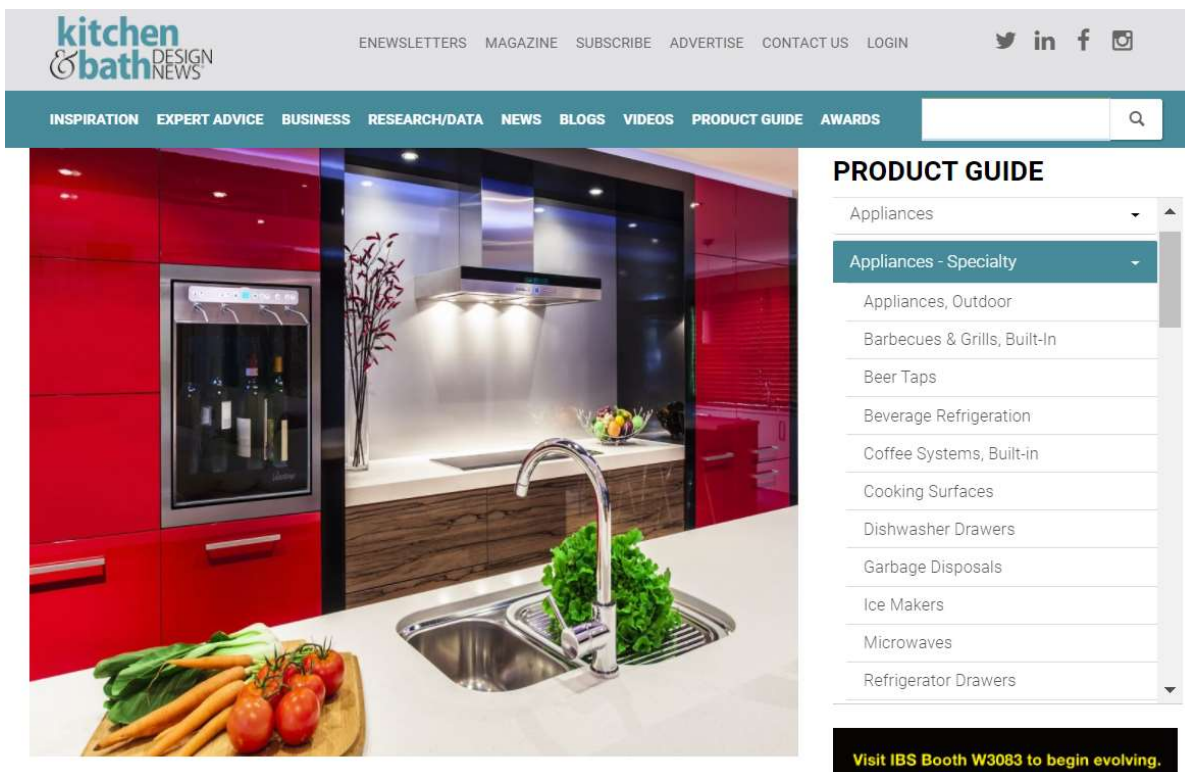 kitchen
&bath DESIGN NEWS
ENEWSLETTERS MAGAZINE SUBSCRIBE ADVERTISE CONTACT US LOGIN
INSPIRATION EXPERT ADVICE BUSINESS RESEARCH/DATA NEWS BLOGS VIDEOS PRODUCT GUIDE AWARDS
PRODUCT GUIDE
Appliances
Appliances - Specialty
Appliances, Outdoor
Barbecues & Grills, Built-In
Beer Taps
Beverage Refrigeration
Coffee Systems, Built-in
Cooking Surfaces
Dishwasher Drawers
Garbage Disposals
Ice Makers
Microwaves
Refrigerator Drawers
Visit IBS Booth W3083 to begin evolving.